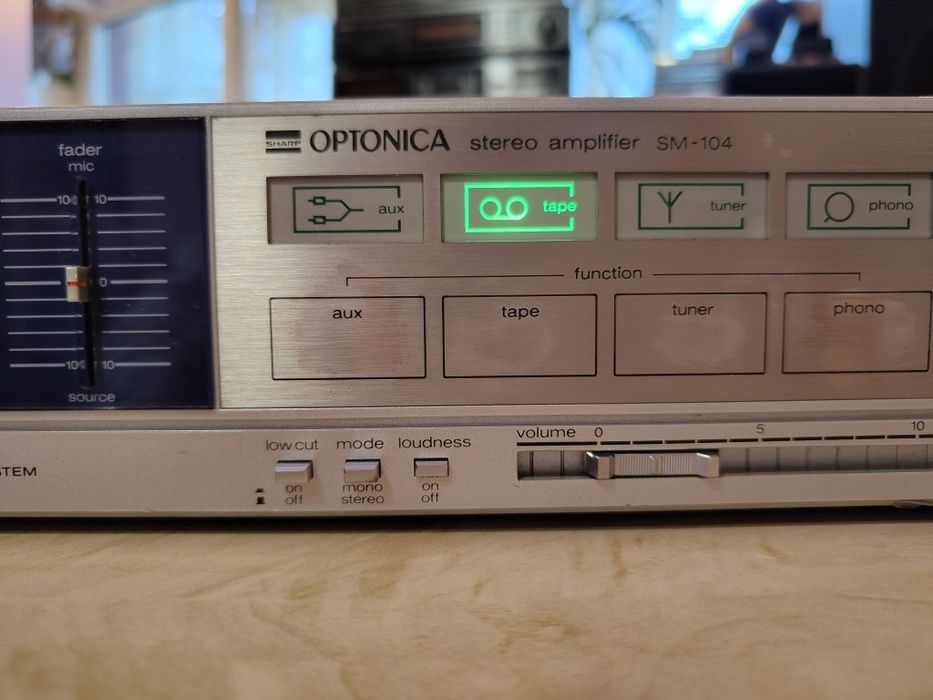 fader
mic
10 10
0
10 10
source
SHARP OPTONICA stereo amplifier SM-104
aux tape tuner phono
function
aux tape tuner phono
STEM
low cut mode loudness
on mono on
off stereo off
volume 0 5 10